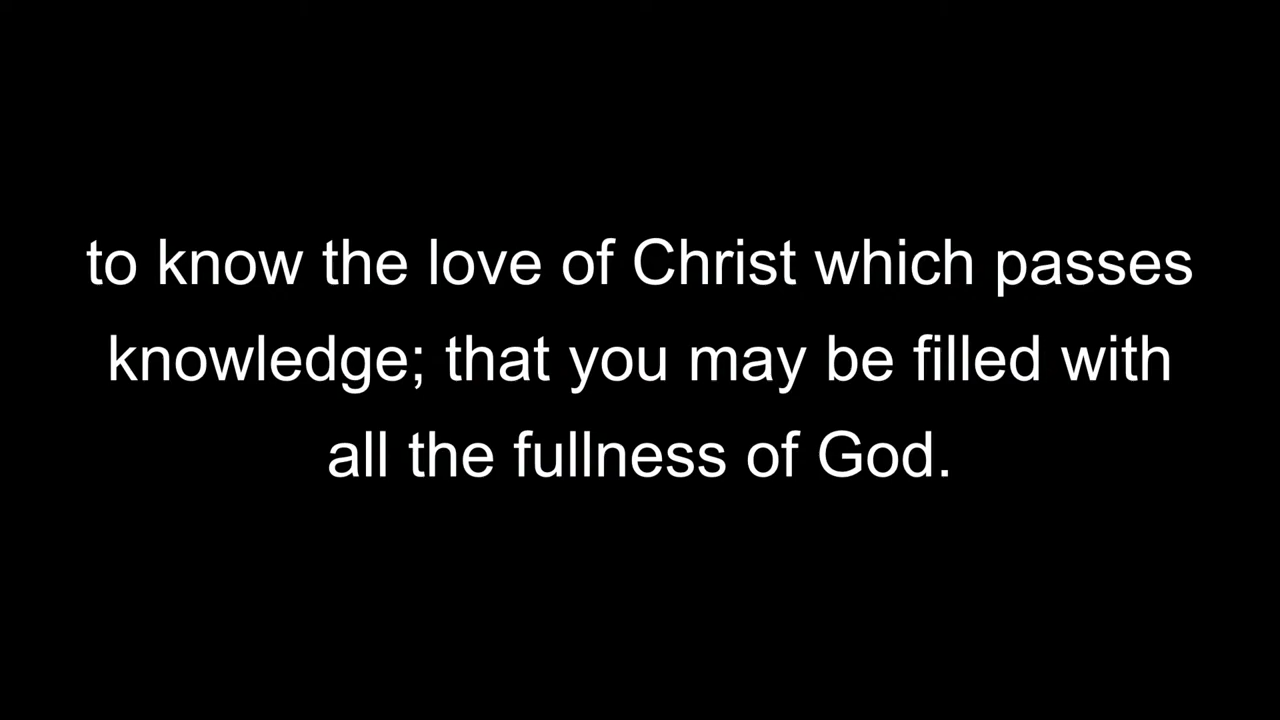 to know the love of Christ which passes
knowledge; that you may be filled with
all the fullness of God.